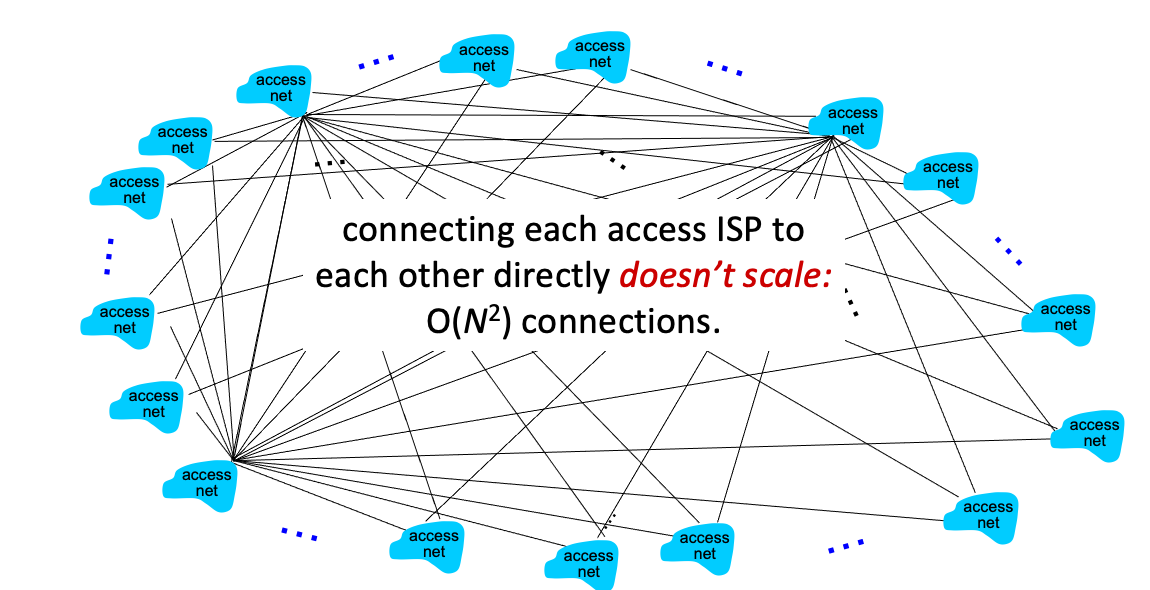 access
net
access
net
access
net
access
net
access
net
access
net
access
net
connecting each access ISP to
each other directly doesn't scale:
O(N²) connections.
access
net
access
net
access
net
access
net
access
net
access
net
access
net
access
net
access
net